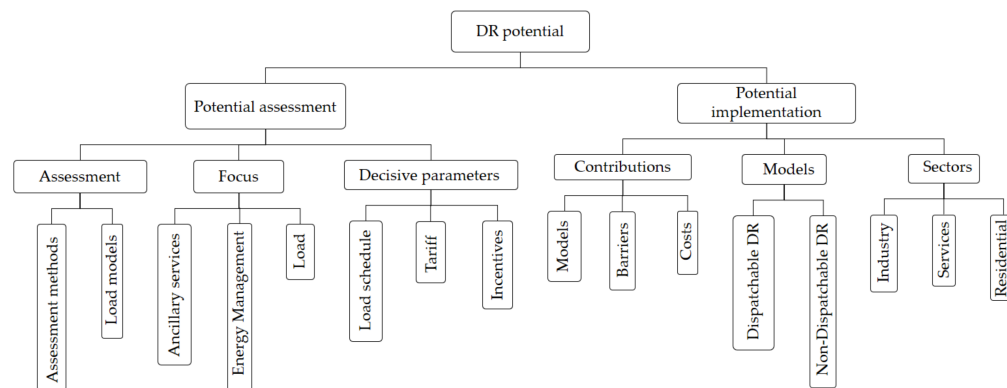 DR potential
Potential assessment
Potential
implementation
Assessment
Focus
Decisive parameters
Contributions
Models
Sectors
Assessment methods
Load models
Ancillary services
Energy Management
Load
Load schedule
Tariff
Incentives
Models
Barriers
Costs
Dispatchable DR
Non-Dispatchable DR
Industry
Services
Residential